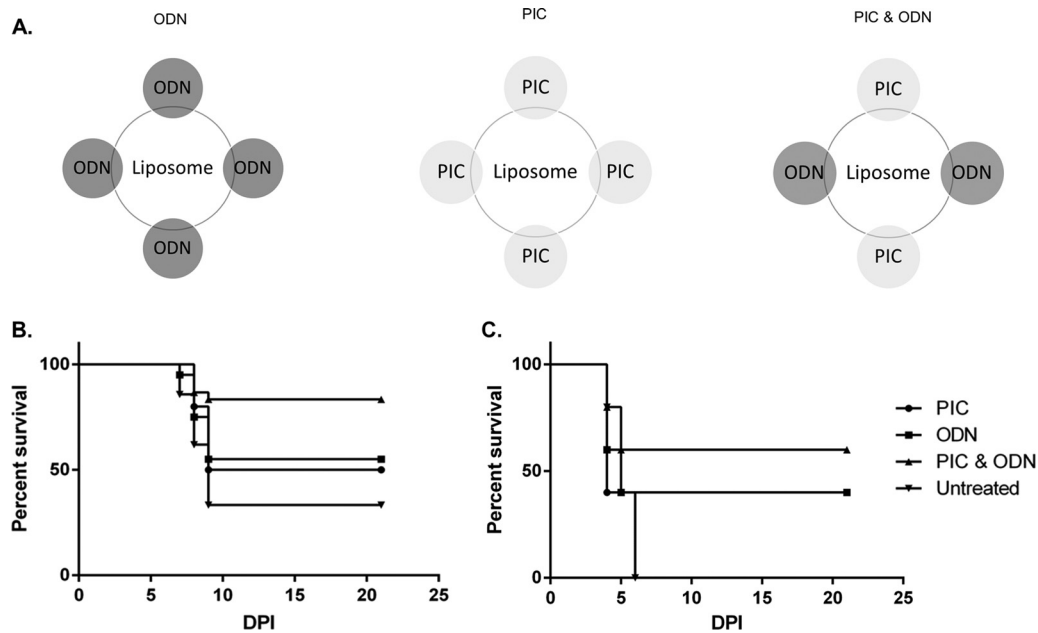 A.
ODN
PIC
PIC & ODN
ODN
ODN
Liposome
ODN
ODN
PIC
PIC
Liposome
PIC
PIC
PIC
ODN
Liposome
ODN
PIC
B.
Percent survival
100
50
0
0
5
10
15
20
25
DPI
C.
Percent survival
100
50
0
0
5
10
15
20
25
DPI
PIC
ODN
PIC & ODN
Untreated